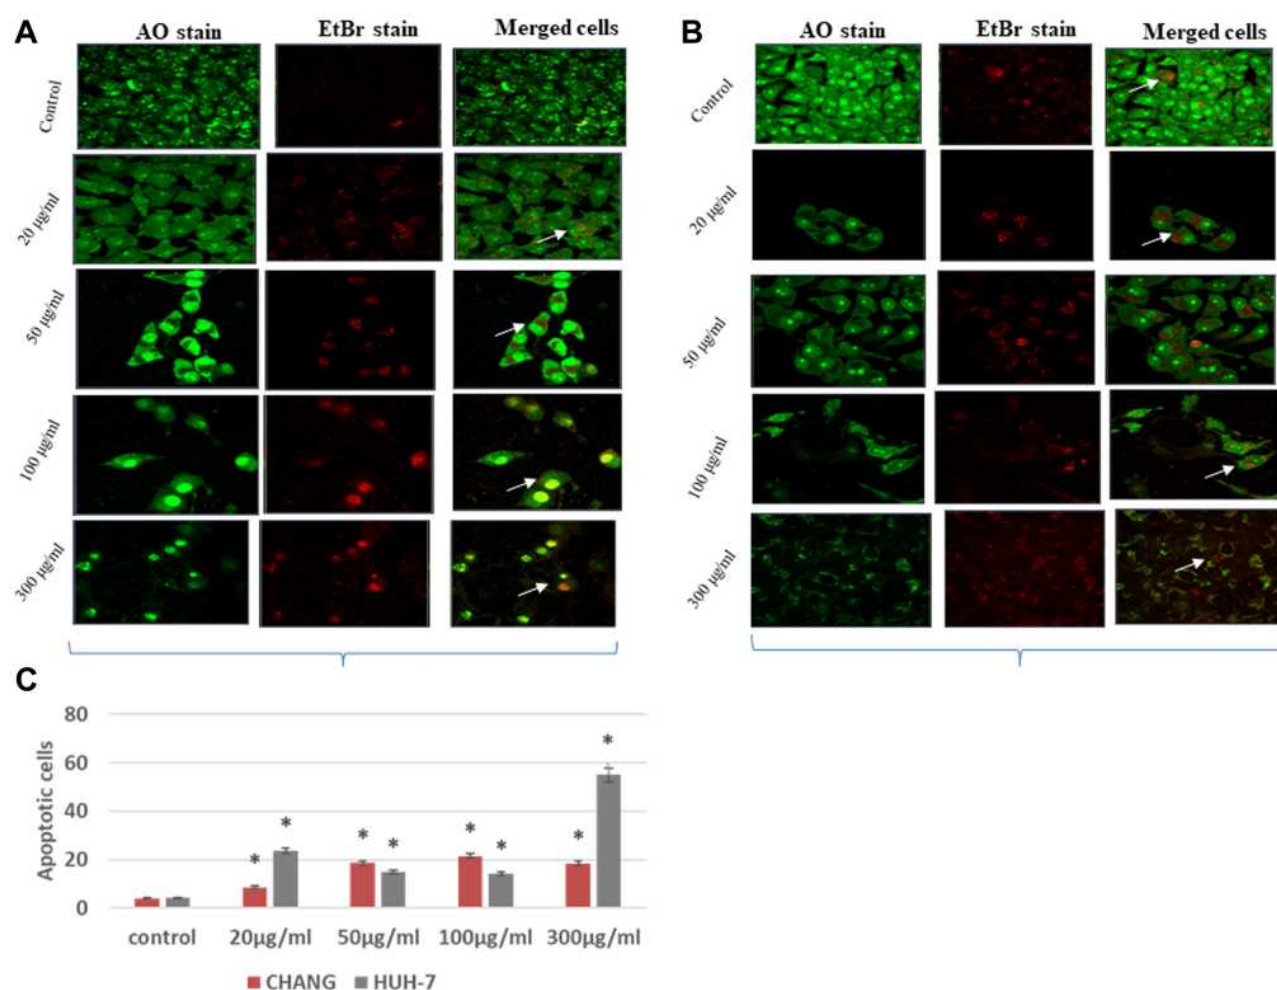 A
AO stain EtBr stain Merged cells
Control
20 µg/ml
50 µg/ml
100 µg/ml
300 µg/ml
B
AO stain EtBr stain Merged cells
Control
20 µg/ml
50 µg/ml
100 µg/ml
300 µg/ml
C
Apoptotic cells
80
60
40
20
0
* * * * * * * *
control 20µg/ml 50µg/ml 100µg/ml 300µg/ml
CHANG HUH-7